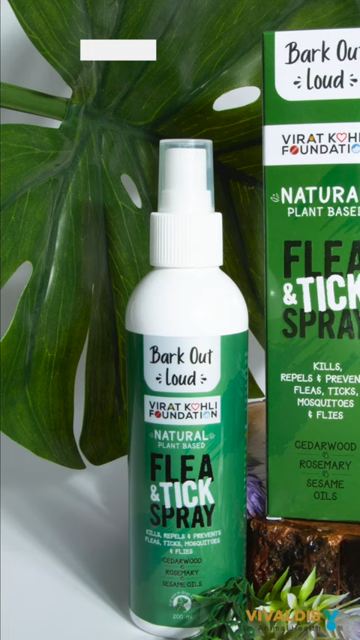 Bark Out
Loud
VIRAT KOHLI
FOUNDATION
NATURAL
PLANT BASED
FLEA
&TICK
SPRAY
KILLS, REPELS & PREVENTS
FLEAS, TICKS, MOSQUITOES
& FLIES
CEDARWOOD
ROSEMARY
SESAME OILS
200 ml
Bark Out
Loud
VIRAT KOHLI
FOUNDATIO
NATURA
PLANT BASED
FLEA
&TICK
SPRAY
KILLS,
REPELS & PREVEN
FLEAS, TICKS,
MOSQUITOES
& FLIES
CEDARWOOD
ROSEMARY
SESAME
OILS
VIVALDIS